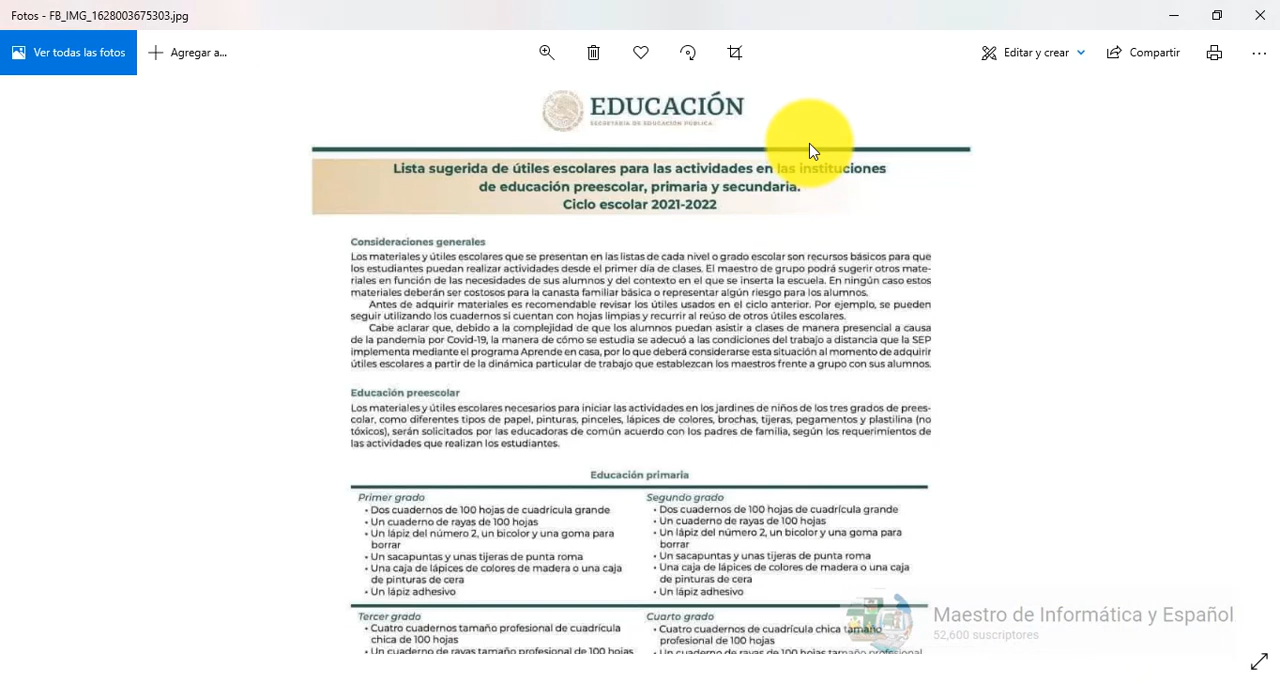 Fotos - FB_IMG_1628003675303.jpg
Ver todas las fotos
Agregar a...
Editar y crear
Compartir
EDUCACIÓN
SECRETARÍA DE EDUCACIÓN PÚBLICA
Lista sugerida de útiles escolares para las actividades en las instituciones
de educación preescolar, primaria y secundaria.
Ciclo escolar 2021-2022
Consideraciones generales
Los materiales y útiles escolares que se presentan en las listas de cada nivel o grado escolar son recursos básicos para que
los estudiantes puedan realizar actividades desde el primer día de clases. El maestro de grupo podrá sugerir otros mate-
riales en función de las necesidades de sus alumnos y del contexto en el que se inserta la escuela. En ningún caso estos
materiales deberán ser costosos para la canasta familiar básica o representar algún riesgo para los alumnos.
Antes de adquirir materiales es recomendable revisar los útiles usados en el ciclo anterior. Por ejemplo, se pueden
seguir utilizando los cuadernos si cuentan con hojas limpias y recurrir al reúso de otros útiles escolares.
Cabe aclarar que, debido a la complejidad de que los alumnos puedan asistir a clases de manera presencial a causa
de la pandemia por Covid-19, la manera de cómo se estudia se adecuó a las condiciones del trabajo a distancia que la SEP
implementa mediante el programa Aprende en casa, por lo que deberá considerarse esta situación al momento de adquirir
útiles escolares a partir de la dinámica particular de trabajo que establezcan los maestros frente a grupo con sus alumnos.
Educación preescolar
Los materiales y útiles escolares necesarios para iniciar las actividades en los jardines de niños de los tres grados de prees-
colar, como diferentes tipos de papel, pinturas, pinceles, lápices de colores, brochas, tijeras, pegamentos y plastilina (no
tóxicos), serán solicitados por las educadoras de común acuerdo con los padres de familia, según los requerimientos de
las actividades que realizan los estudiantes.
Educación primaria
Primer grado
• Dos cuadernos de 100 hojas de cuadrícula grande
• Un cuaderno de rayas de 100 hojas
• Un lápiz del número 2, un bicolor y una goma para
borrar
• Un sacapuntas y unas tijeras de punta roma
• Una caja de lápices de colores de madera o una caja
de pinturas de cera
• Un lápiz adhesivo
Segundo grado
• Dos cuadernos de 100 hojas de cuadrícula grande
• Un cuaderno de rayas de 100 hojas
• Un lápiz del número 2, un bicolor y una goma para
borrar
• Un sacapuntas y unas tijeras de punta roma
• Una caja de lápices de colores de madera o una caja
de pinturas de cera
• Un lápiz adhesivo
Tercer grado
• Cuatro cuadernos tamaño profesional de cuadrícula
chica de 100 hojas
• Un cuaderno de rayas tamaño profesional de 100 hojas
Cuarto grado
• Cuatro cuadernos de cuadrícula chica tamaño
profesional de 100 hojas
• Un cuaderno de rayas de 100 hojas tamaño profesional
Maestro de Informática y Español
52,600 suscriptores